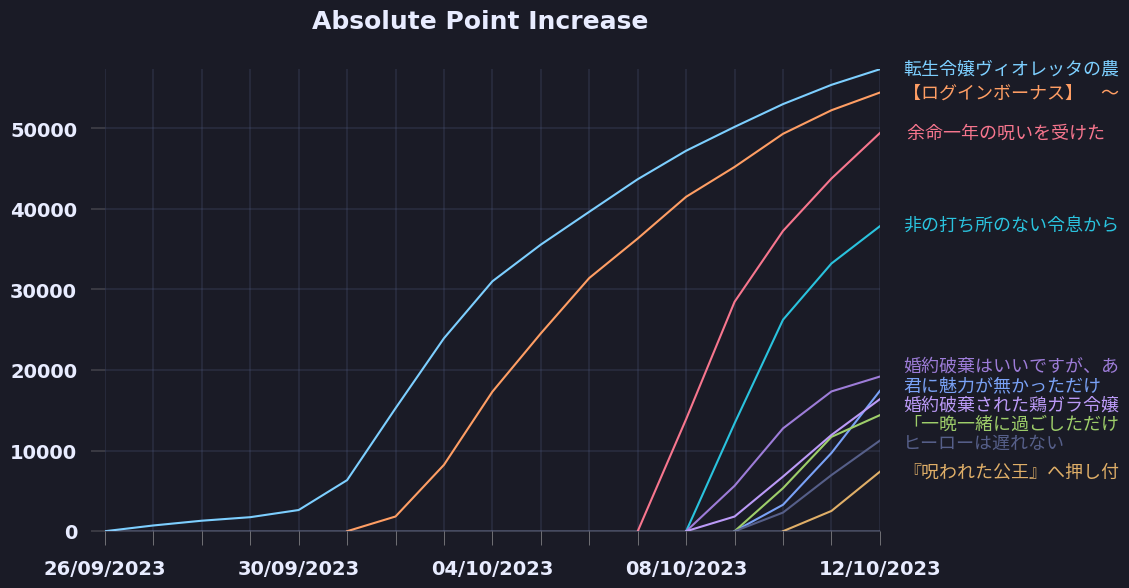 Absolute Point Increase
転生令嬢ヴィオレッタの農
【ログインボーナス】　～
余命一年の呪いを受けた
非の打ち所のない令息から
婚約破棄はいいですが、あ
君に魅力が無かっただけ
婚約破棄された鶏ガラ令嬢
「一晩一緒に過ごしただけ
ヒーローは遅れない
『呪われた公王』へ押し付
50000
40000
30000
20000
10000
0
26/09/2023 30/09/2023 04/10/2023 08/10/2023 12/10/2023